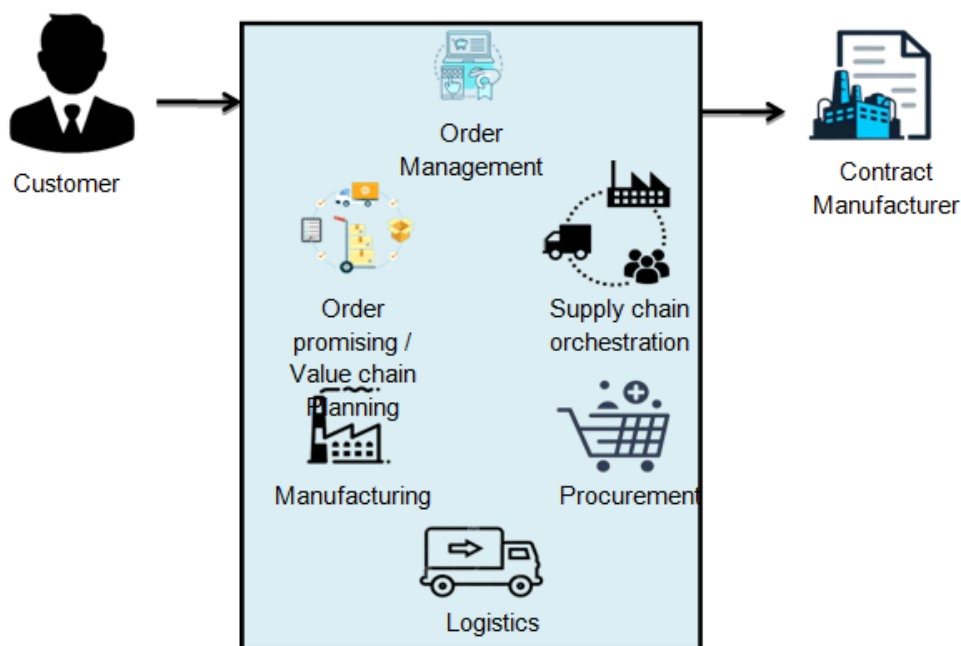 Customer
Order
Management
Contract
Manufacturer
Order
promising /
Value chain
Planning
Supply chain
orchestration
Manufacturing
Procurement
Logistics